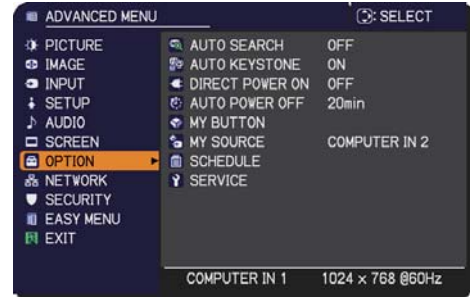 ADVANCED MENU : SELECT
PICTURE
IMAGE
INPUT
SETUP
AUDIO
SCREEN
OPTION
NETWORK
SECURITY
EASY MENU
EXIT
AUTO SEARCH OFF
AUTO KEYSTONE ON
DIRECT POWER ON OFF
AUTO POWER OFF 20min
MY BUTTON
MY SOURCE COMPUTER IN 2
SCHEDULE
SERVICE
COMPUTER IN 1 1024 × 768 @60Hz